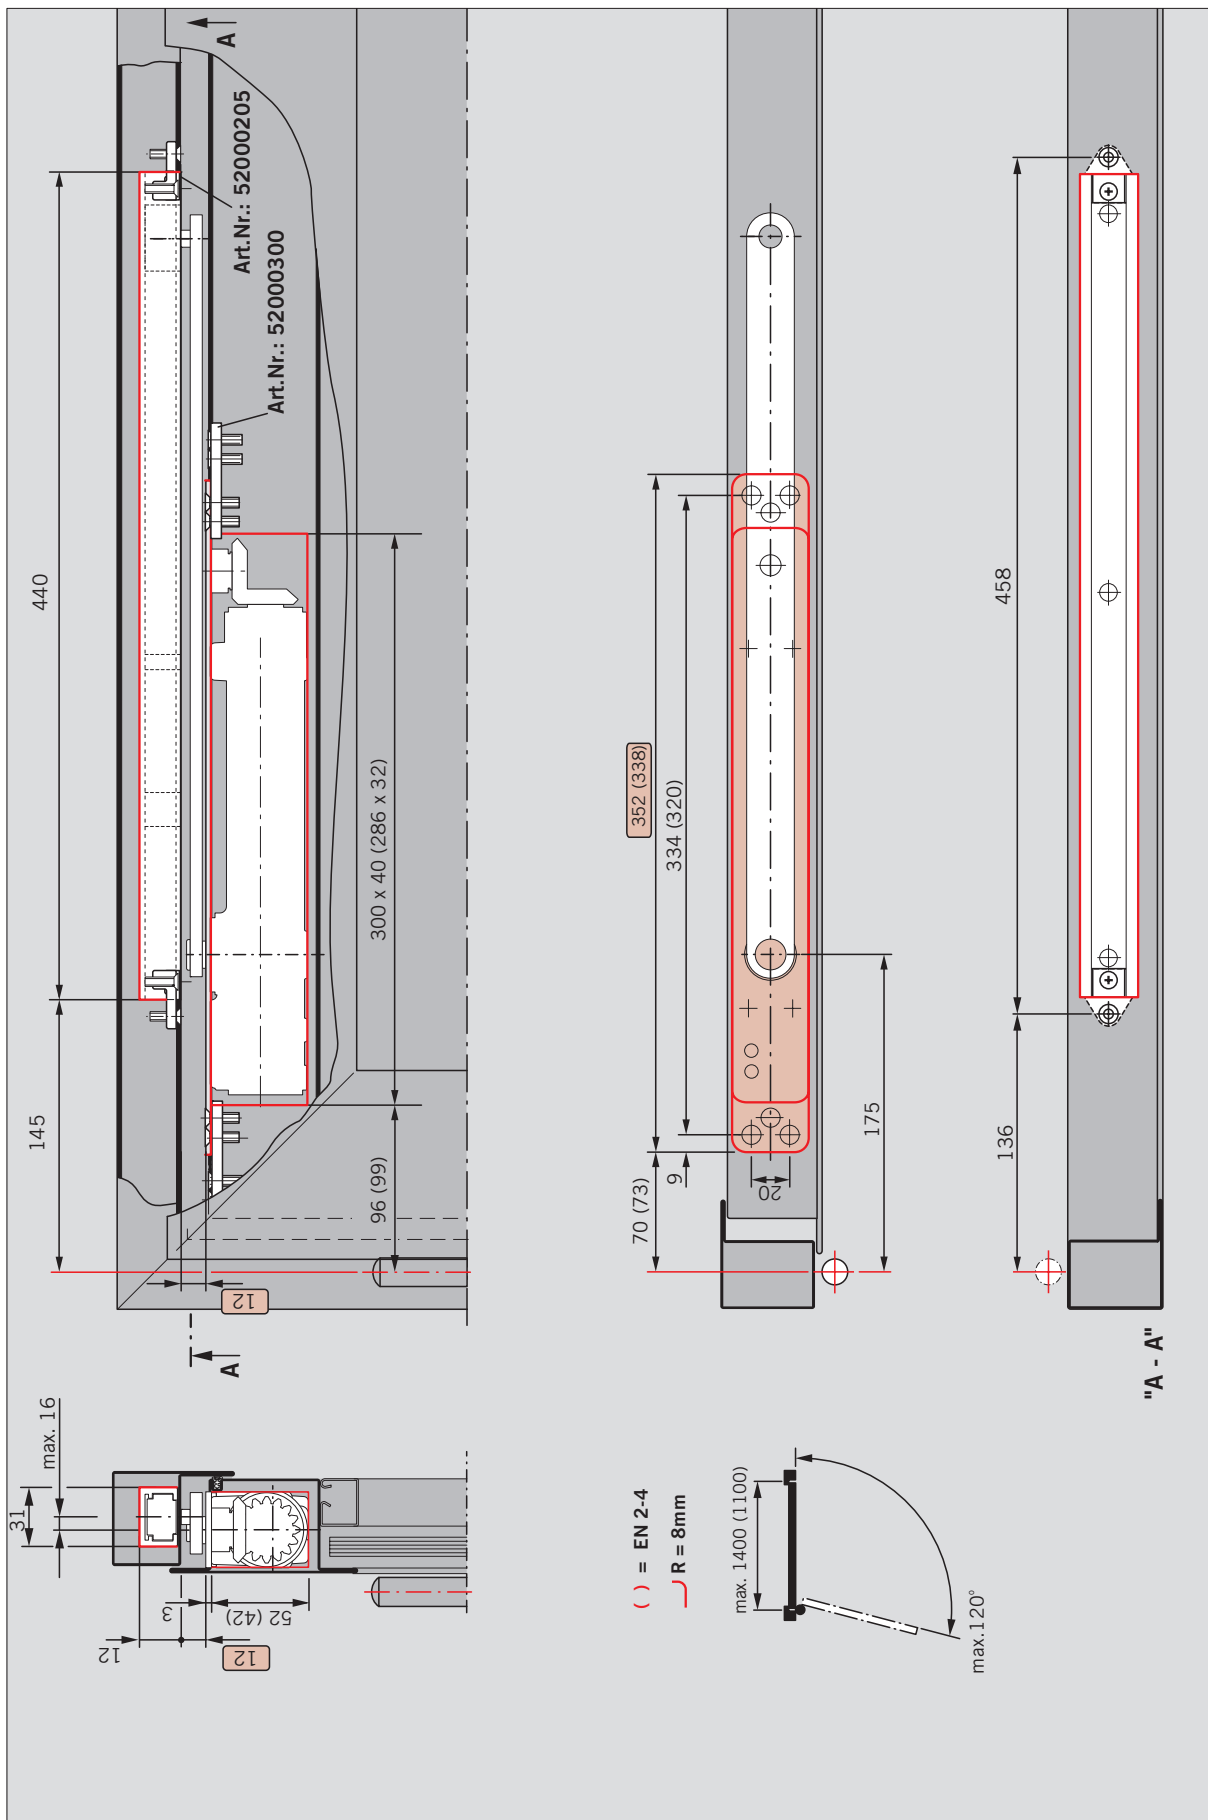 A
Art.Nr.: 52000205
Art.Nr.: 52000300
440
145
300 x 40 (286 x 32)
96 (99)
12
A
352 (338)
334 (320)
458
9
70 (73)
20
175
136
"A - A"
max. 16
31
3
52 (42)
12
12
( ) = EN 2-4
R = 8mm
max. 1400 (1100)
max.120°